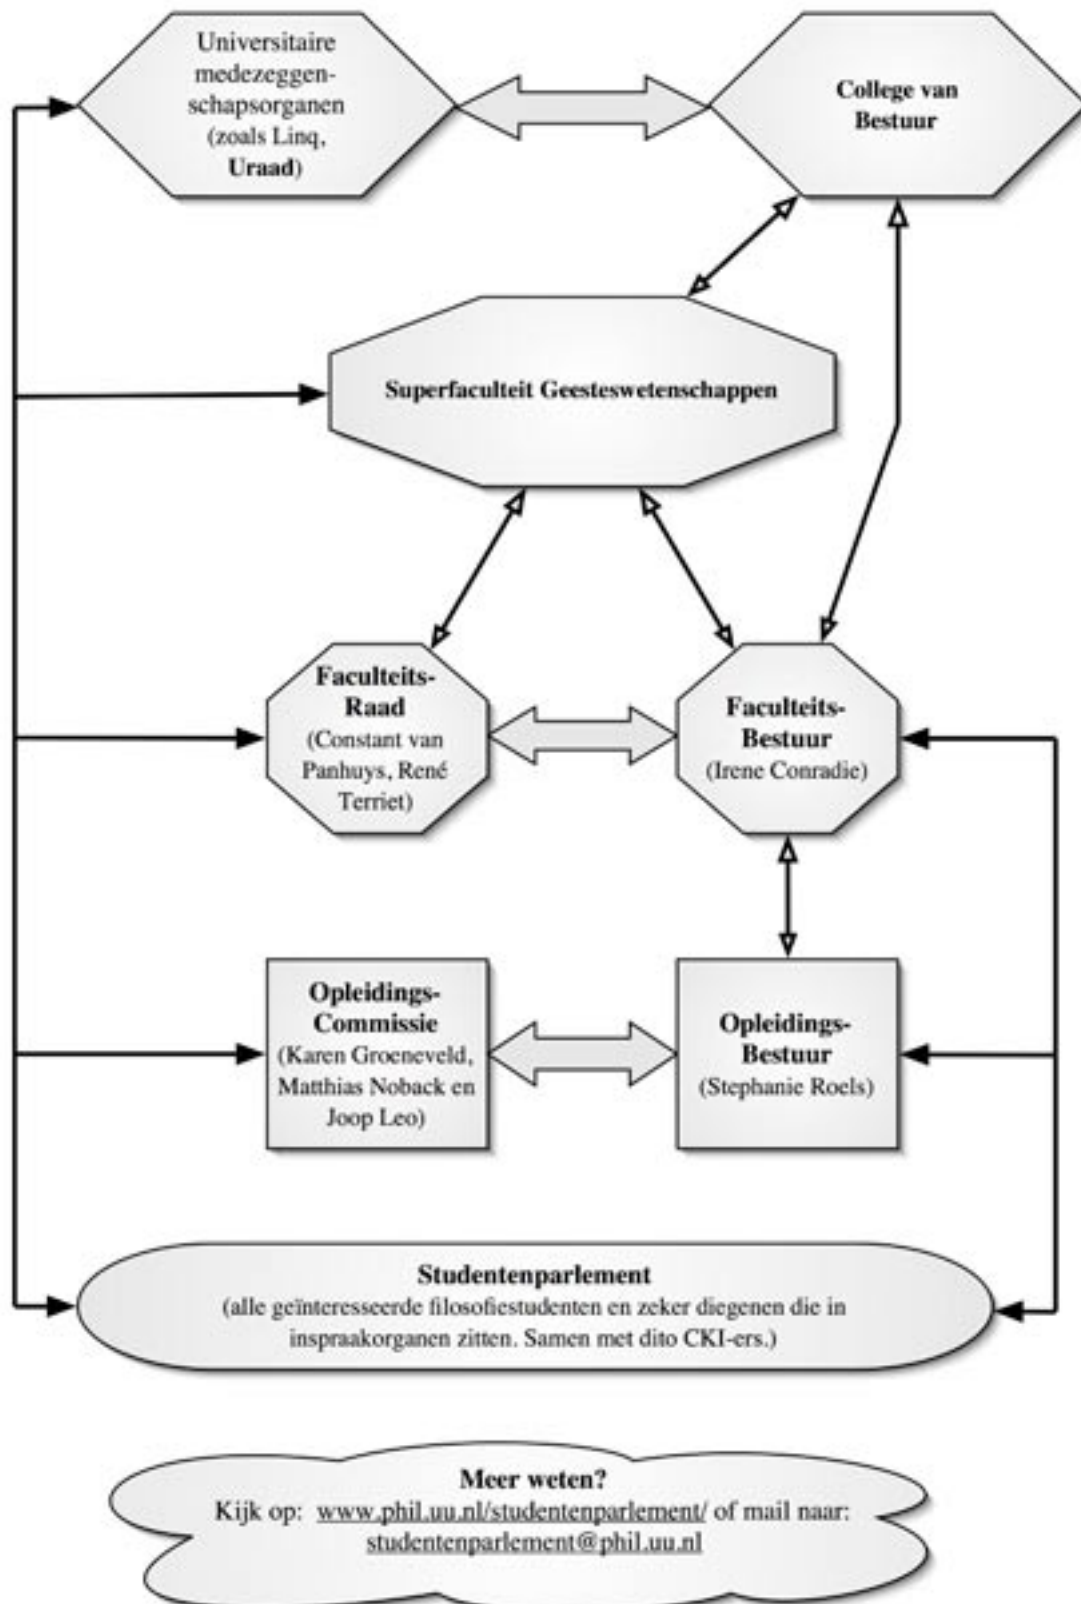 Universitaire
medezeggen-
schapsorganen
(zoals Linq,
Uraad)
College van
Bestuur
Superfaculteit Geesteswetenschappen
Faculteits-
Raad
(Constant van
Panhuys, René
Terriet)
Faculteits-
Bestuur
(Irene Conradie)
Opleidings-
Commissie
(Karen Groeneveld,
Matthias Noback en
Joop Leo)
Opleidings-
Bestuur
(Stephanie Roels)
Studentenparlement
(alle geïnteresseerde filosofiestudenten en zeker diegenen die in
inspraakorganen zitten. Samen met dito CKI-ers.)
Meer weten?
Kijk op: www.phil.uu.nl/studentenparlement/ of mail naar:
studentenparlement@phil.uu.nl